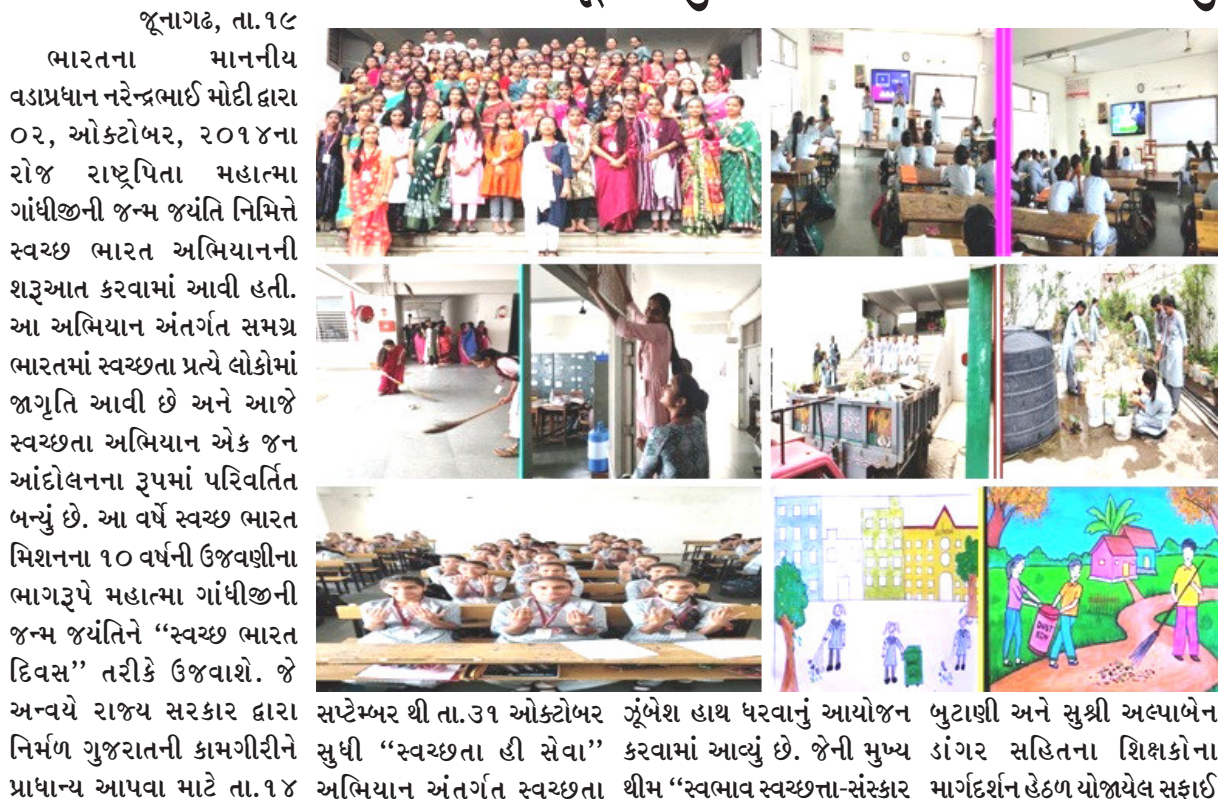 જૂનાગઢ, તા.૧૯
ભારતના માનનીય
વડાપ્રધાન નરેન્દ્રભાઈ મોદી દ્વારા
૦૨, ઓક્ટોબર, ૨૦૧૪ના
રોજ રાષ્ટ્રપિતા મહાત્મા
ગાંધીજીની જન્મ જયંતિ નિમિત્તે
સ્વચ્છ ભારત અભિયાનની
શરૂઆત કરવામાં આવી હતી.
આ અભિયાન અંતર્ગત સમગ્ર
ભારતમાં સ્વચ્છતા પ્રત્યે લોકોમાં
જાગૃતિ આવી છે અને આજે
સ્વચ્છતા અભિયાન એક જન
આંદોલનના રૂપમાં પરિવર્તિત
બન્યું છે. આ વર્ષે સ્વચ્છ ભારત
મિશનના ૧૦ વર્ષની ઉજવણીના
ભાગરૂપે મહાત્મા ગાંધીજીની
જન્મ જયંતિને “સ્વચ્છ ભારત
દિવસ” તરીકે ઉજવાશે. જે
અન્વયે રાજ્ય સરકાર દ્વારા
નિર્મળ ગુજરાતની કામગીરીને
પ્રાધાન્ય આપવા માટે તા.૧૪
સપ્ટેમ્બર થી તા.૩૧ ઓક્ટોબર
સુધી “સ્વચ્છતા હી સેવા”
અભિયાન અંતર્ગત સ્વચ્છતા
ઝૂંબેશ હાથ ધરવાનું આયોજન
કરવામાં આવ્યું છે. જેની મુખ્ય
થીમ “સ્વભાવ સ્વચ્છત્તા-સંસ્કાર
બુટાણી અને સુશ્રી અલ્પાબેન
ડાંગર સહિતના શિક્ષકોના
માર્ગદર્શન હેઠળ યોજાયેલ સફાઈ
DUST
BIN